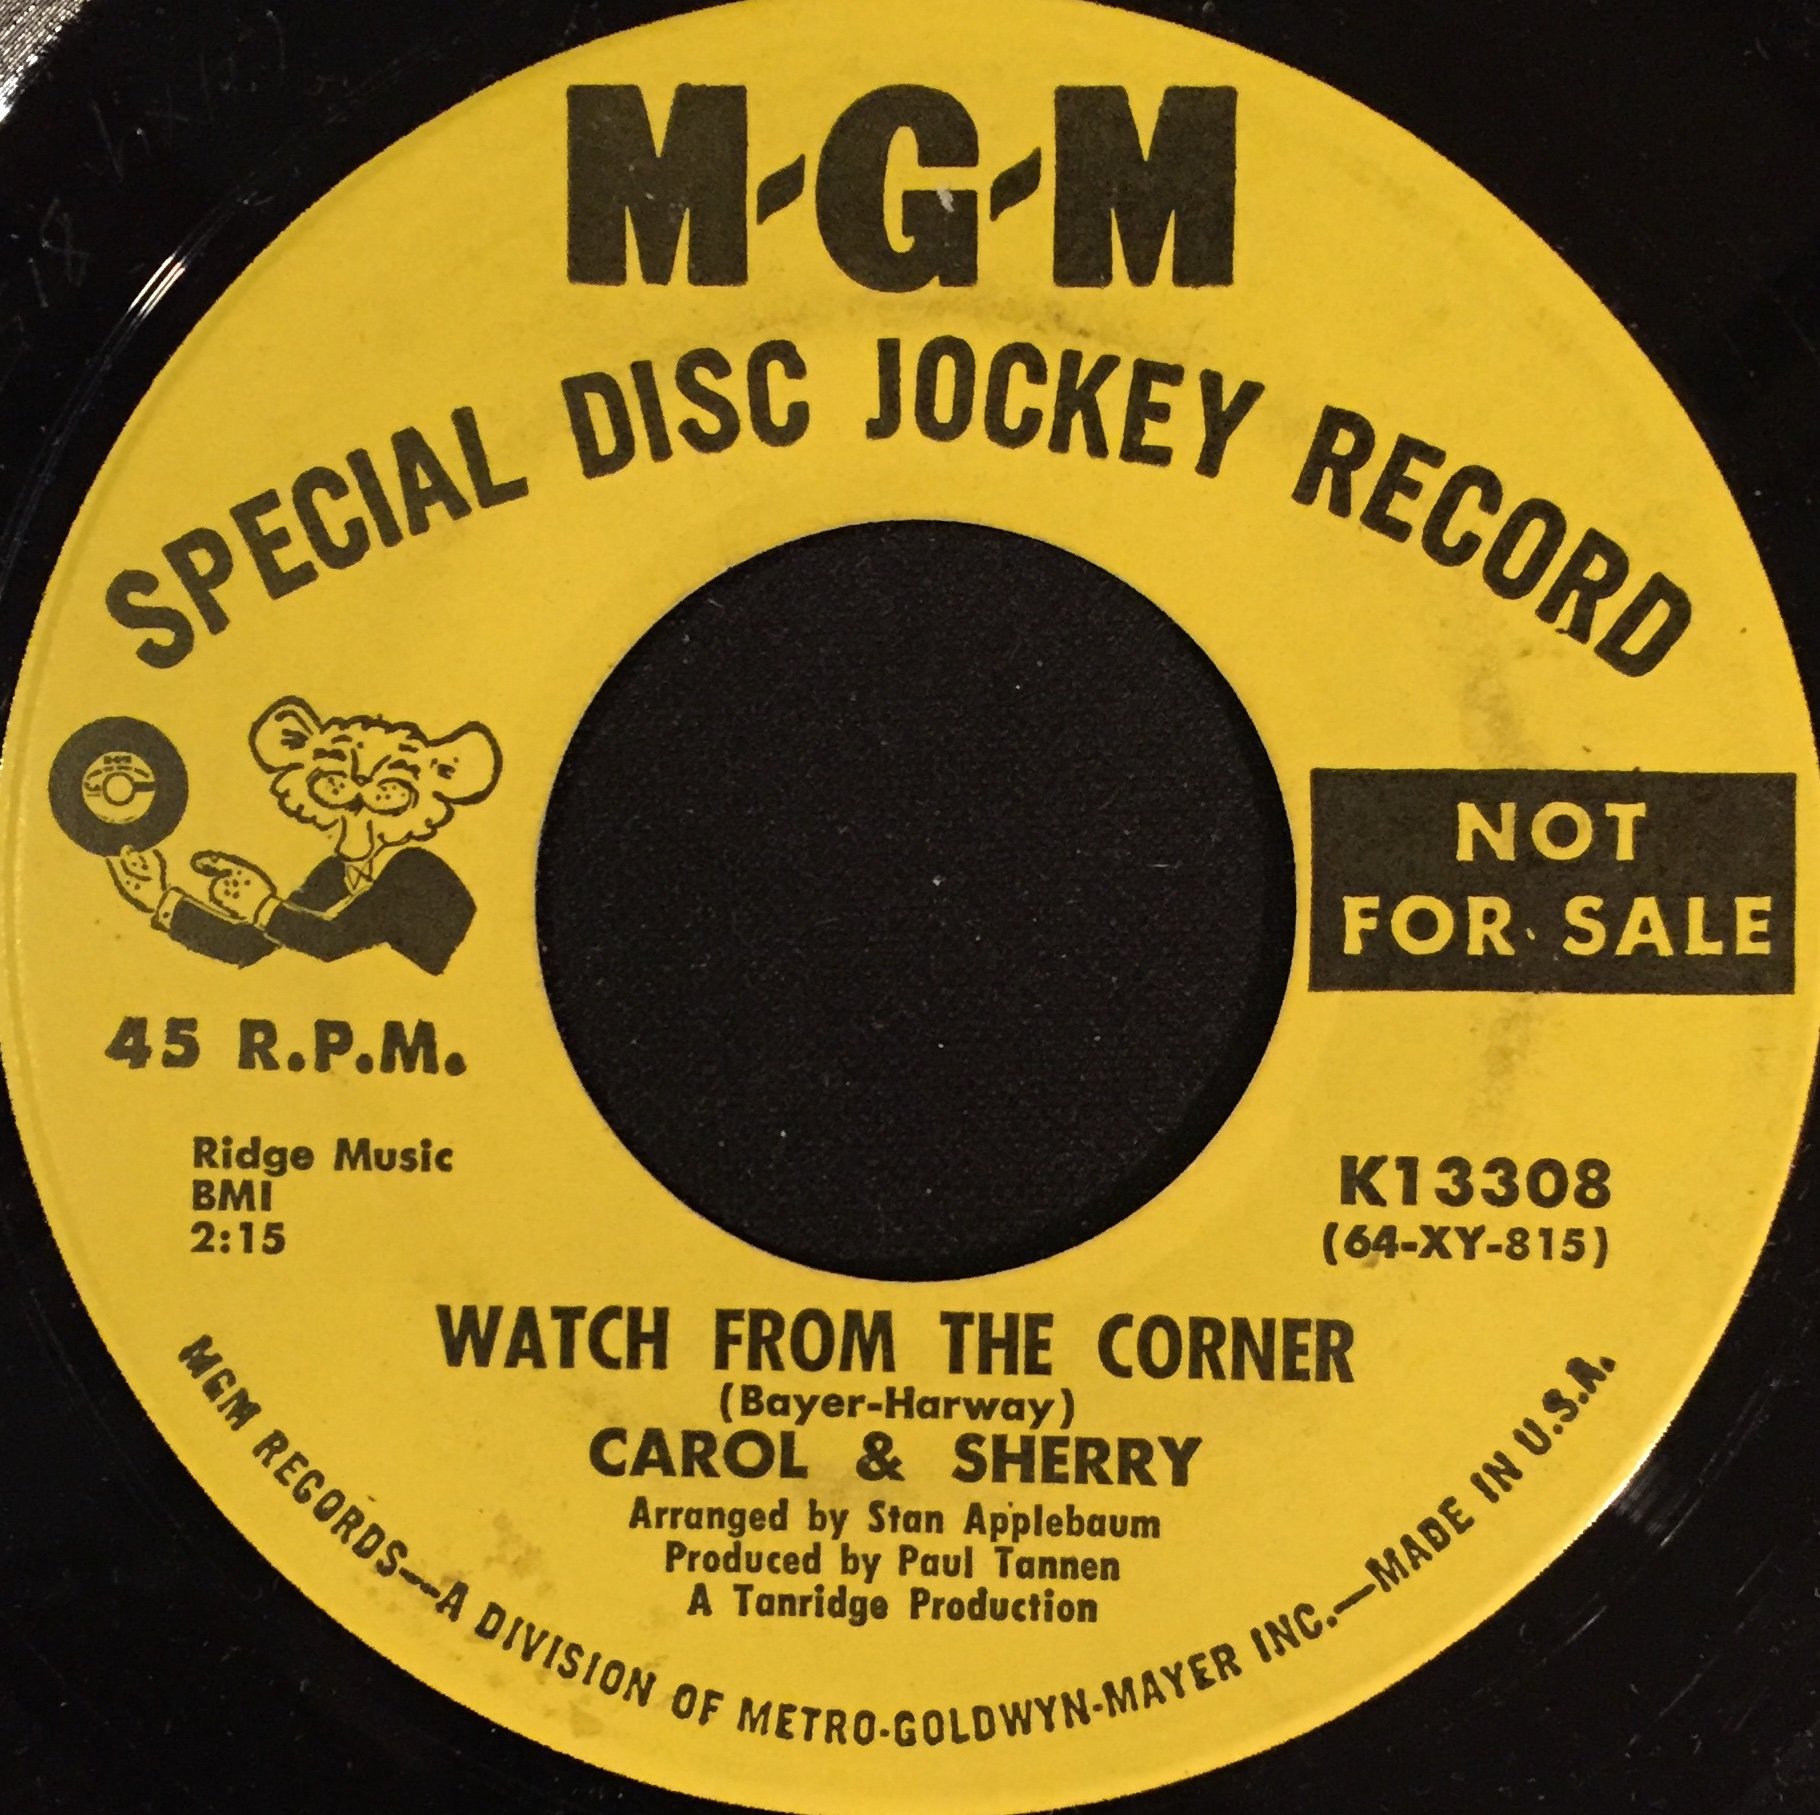 M-G-M
SPECIAL DISC JOCKEY RECORD
NOT
FOR SALE
45 R.P.M.
Ridge Music
BMI
2:15
K13308
(64-XY-815)
WATCH FROM THE CORNER
(Bayer-Harway)
CAROL & SHERRY
Arranged by Stan Applebaum
Produced by Paul Tannen
A Tanridge Production
MGM RECORDS—A DIVISION OF METRO-GOLDWYN-MAYER INC.—MADE IN U.S.A.